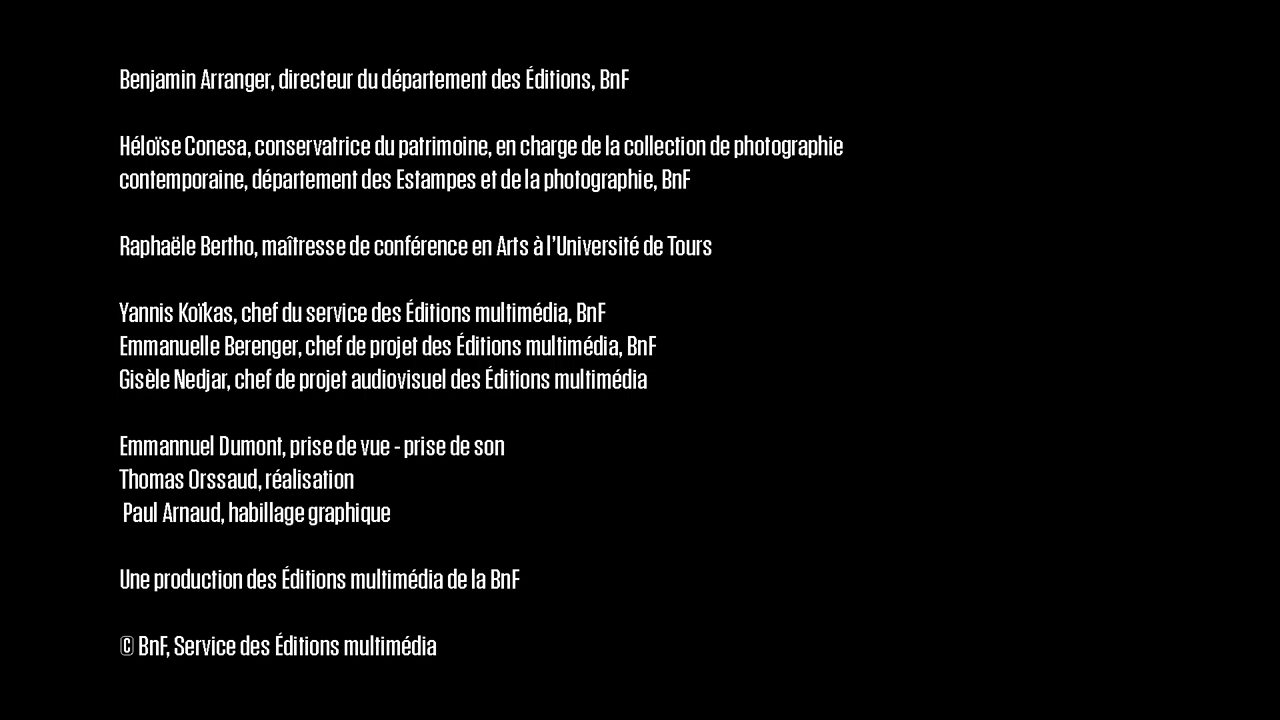 Benjamin Arranger, directeur du département des Éditions, BnF
Héloïse Conesa, conservatrice du patrimoine, en charge de la collection de photographie
contemporaine, département des Estampes et de la photographie, BnF
Raphaële Bertho, maîtresse de conférence en Arts à l’Université de Tours
Yannis Koïkas, chef du service des Éditions multimédia, BnF
Emmanuelle Berenger, chef de projet des Éditions multimédia, BnF
Gisèle Nedjar, chef de projet audiovisuel des Éditions multimédia
Emmannuel Dumont, prise de vue - prise de son
Thomas Orssaud, réalisation
Paul Arnaud, habillage graphique
Une production des Éditions multimédia de la BnF
© BnF, Service des Éditions multimédia